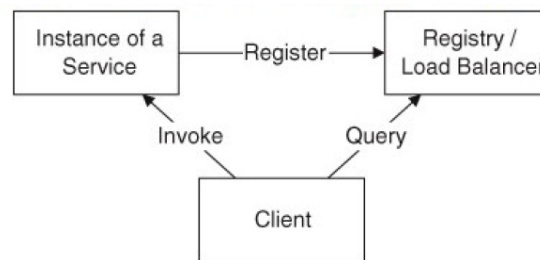 Instance of a
Service
Register
Registry /
Load Balancer
Invoke
Query
Client